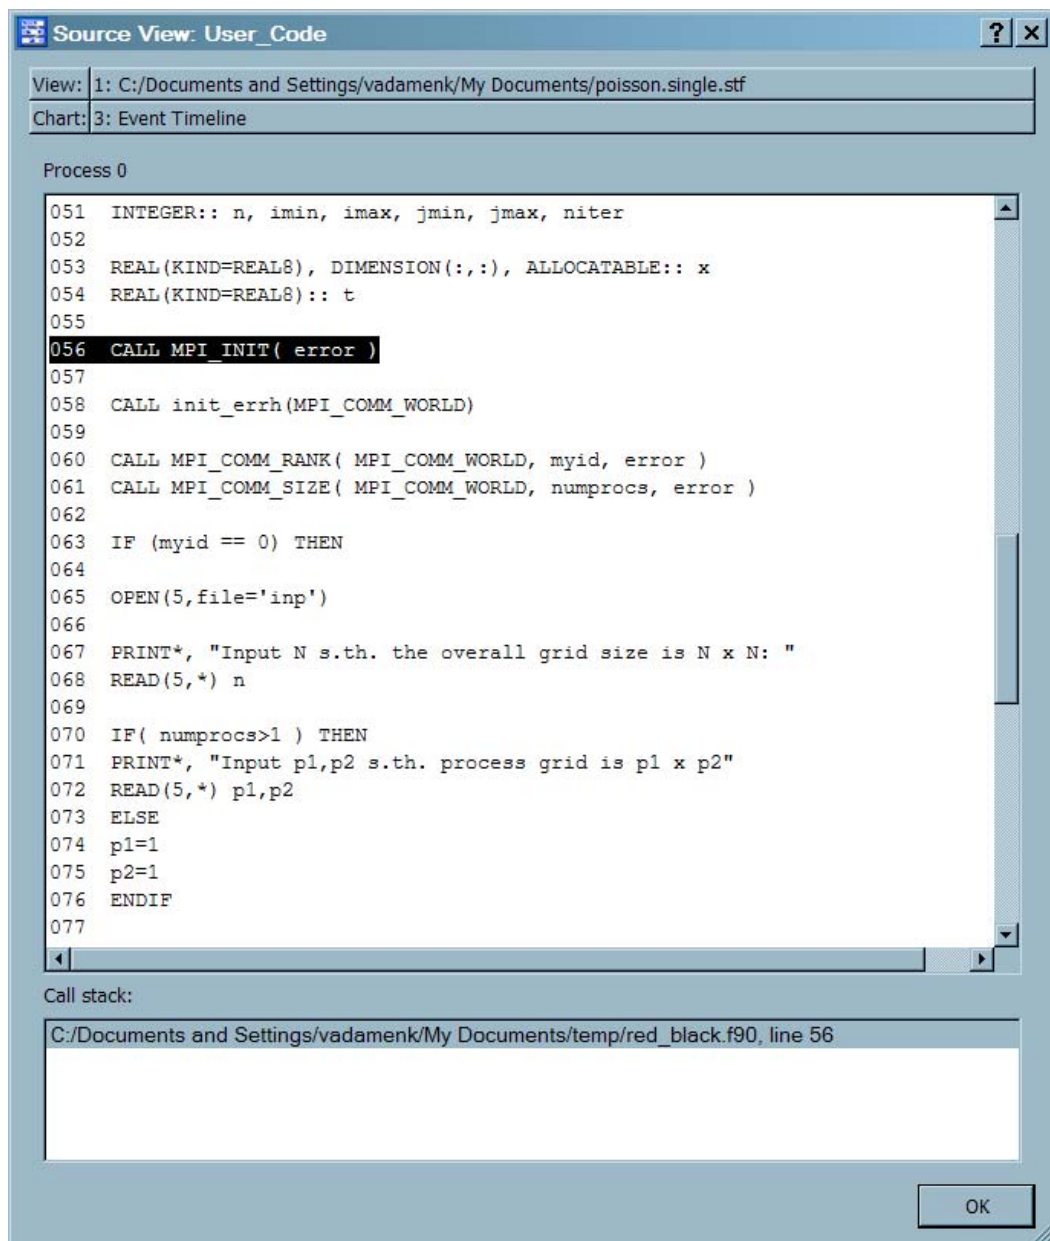 Source View: User_Code
View: 1: C:/Documents and Settings/vadamenk/My Documents/poisson.single.stf
Chart: 3: Event Timeline
Process 0
051 INTEGER:: n, imin, imax, jmin, jmax, niter
052
053 REAL(KIND=REAL8), DIMENSION(:,:), ALLOCATABLE:: x
054 REAL(KIND=REAL8):: t
055
056 CALL MPI_INIT( error )
057
058 CALL init_errh(MPI_COMM_WORLD)
059
060 CALL MPI_COMM_RANK( MPI_COMM_WORLD, myid, error )
061 CALL MPI_COMM_SIZE( MPI_COMM_WORLD, numprocs, error )
062
063 IF (myid == 0) THEN
064
065 OPEN(5,file='inp')
066
067 PRINT*, "Input N s.th. the overall grid size is N x N: "
068 READ(5,*) n
069
070 IF( numprocs>1 ) THEN
071 PRINT*, "Input p1,p2 s.th. process grid is p1 x p2"
072 READ(5,*) p1,p2
073 ELSE
074 p1=1
075 p2=1
076 ENDIF
077
Call stack:
C:/Documents and Settings/vadamenk/My Documents/temp/red_black.f90, line 56
OK